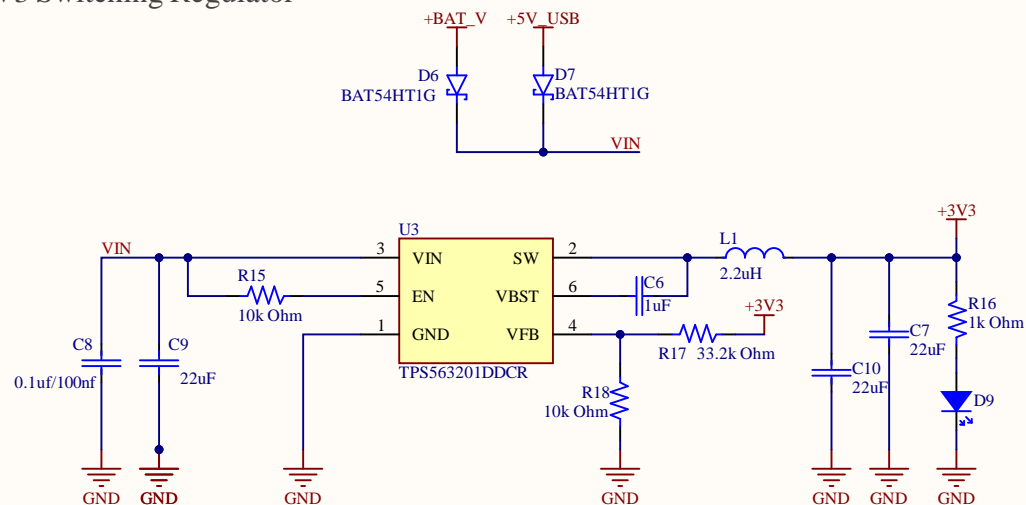 Switching Regulator
+BAT_V
+5V_USB
D6
BAT54HT1G
D7
BAT54HT1G
VIN
U3
VIN
3
VIN
R15
10k Ohm
5
EN
1
GND
SW
2
VBST
6
VFB
4
TPS563201DDCR
L1
2.2uH
C6
1uF
+3V3
R17
33.2k Ohm
R18
10k Ohm
+3V3
R16
1k Ohm
C8
0.1uf/100nf
C9
22uF
C7
22uF
C10
22uF
D9
GND
GND
GND
GND
GND
GND
GND